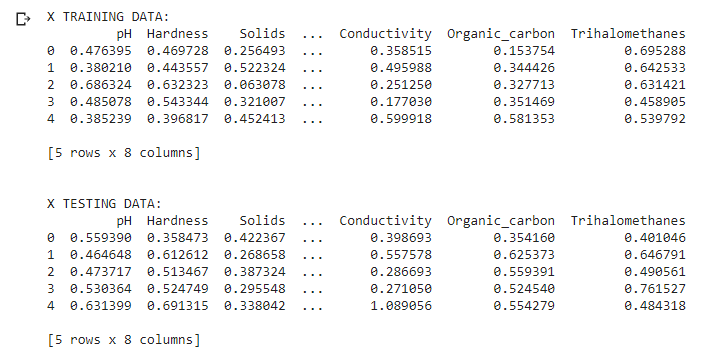 X TRAINING DATA:
pH Hardness Solids ... Conductivity Organic_carbon Trihalomethanes
0 0.476395 0.469728 0.256493 ... 0.358515 0.153754 0.695288
1 0.380210 0.443557 0.522324 ... 0.495988 0.344426 0.642533
2 0.686324 0.632323 0.063078 ... 0.251250 0.327713 0.631421
3 0.485078 0.543344 0.321007 ... 0.177030 0.351469 0.458905
4 0.385239 0.396817 0.452413 ... 0.599918 0.581353 0.539792
[5 rows x 8 columns]
X TESTING DATA:
pH Hardness Solids ... Conductivity Organic_carbon Trihalomethanes
0 0.559390 0.358473 0.422367 ... 0.398693 0.354160 0.401046
1 0.464648 0.612612 0.268658 ... 0.557578 0.625373 0.646791
2 0.473717 0.513467 0.387324 ... 0.286693 0.559391 0.490561
3 0.530364 0.524749 0.295548 ... 0.271050 0.524540 0.761527
4 0.631399 0.691315 0.338042 ... 1.089056 0.554279 0.484318
[5 rows x 8 columns]